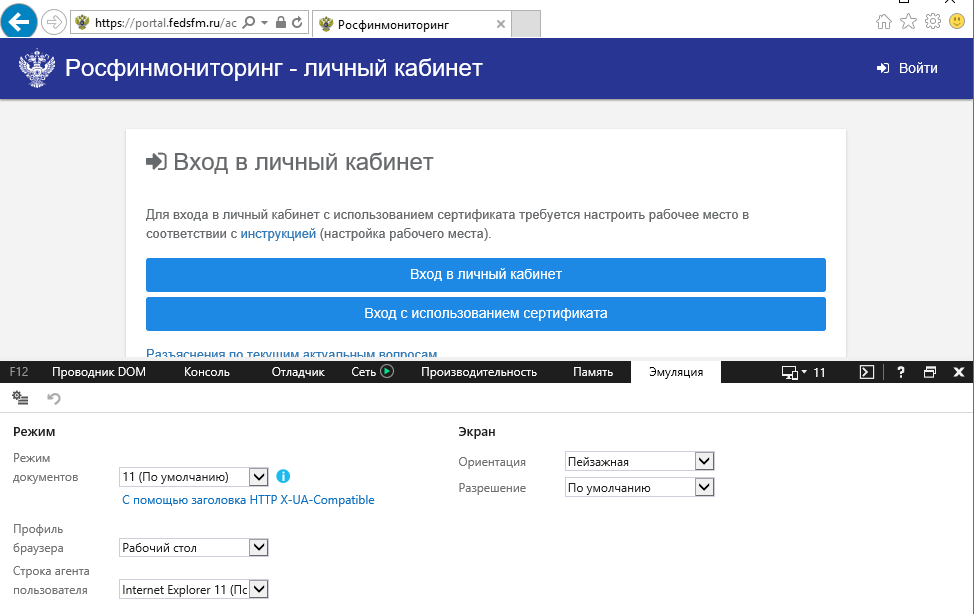 https://portal.fedsfm.ru/ac
Росфинмониторинг
Росфинмониторинг - личный кабинет
Войти
Вход в личный кабинет
Для входа в личный кабинет с использованием сертификата требуется настроить рабочее место в
соответствии с инструкцией (настройка рабочего места).
Вход в личный кабинет
Вход с использованием сертификата
Разъяснения по текущим актуальным вопросам
F12 Проводник DOM Консоль Отладчик Сеть Производительность Память Эмуляция 11 ?
Режим
Режим
документов
11 (По умолчанию)
С помощью заголовка HTTP X-UA-Compatible
Профиль
браузера
Рабочий стол
Строка агента
пользователя
Internet Explorer 11 (По
Экран
Ориентация
Пейзажная
Разрешение
По умолчанию